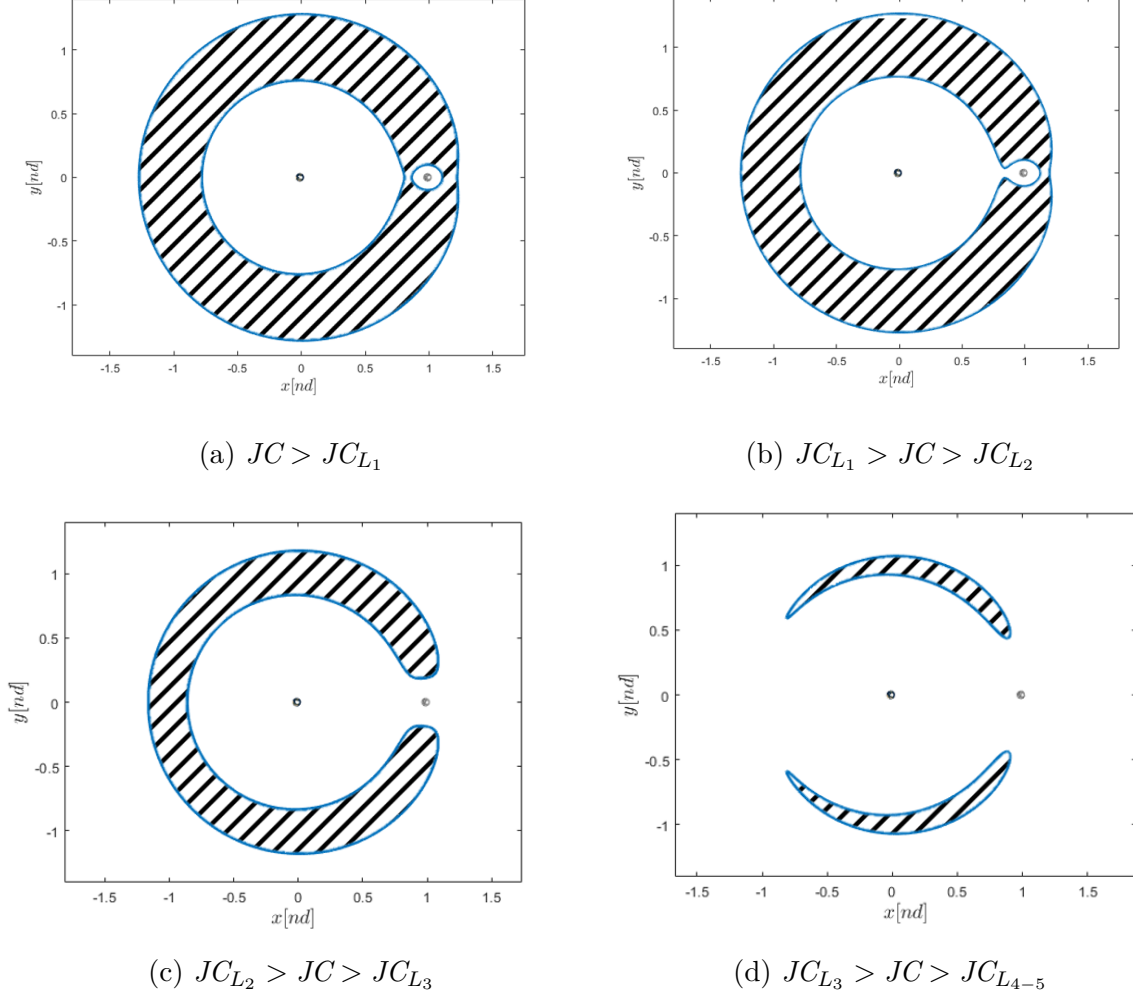 1
0.5
0
-0.5
-1
y[nd]
-1.5 -1 -0.5 0 0.5 1 1.5
x[nd]
(a) JC > JC_{L_1}
1
0.5
0
-0.5
-1
y[nd]
-1.5 -1 -0.5 0 0.5 1 1.5
x[nd]
(b) JC_{L_1} > JC > JC_{L_2}
1
0.5
0
-0.5
-1
y[nd]
-1.5 -1 -0.5 0 0.5 1 1.5
x[nd]
(c) JC_{L_2} > JC > JC_{L_3}
1
0.5
0
-0.5
-1
y[nd]
-1.5 -1 -0.5 0 0.5 1 1.5
x[nd]
(d) JC_{L_3} > JC > JC_{L_{4-5}}